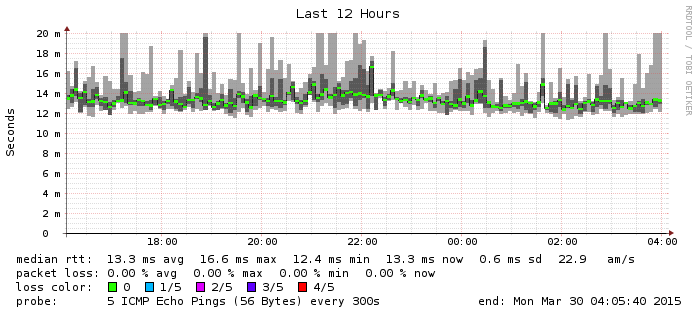 Last 12 Hours
RRDTOOL / TOBI OETIKER
Seconds
20 m
18 m
16 m
14 m
12 m
10 m
8 m
6 m
4 m
2 m
0
18:00 20:00 22:00 00:00 02:00 04:00
median rtt: 13.3 ms avg 16.6 ms max 12.4 ms min 13.3 ms now 0.6 ms sd 22.9 am/s
packet loss: 0.00 % avg 0.00 % max 0.00 % min 0.00 % now
loss color: 0 1/5 2/5 3/5 4/5
probe: 5 ICMP Echo Pings (56 Bytes) every 300s end: Mon Mar 30 04:05:40 2015